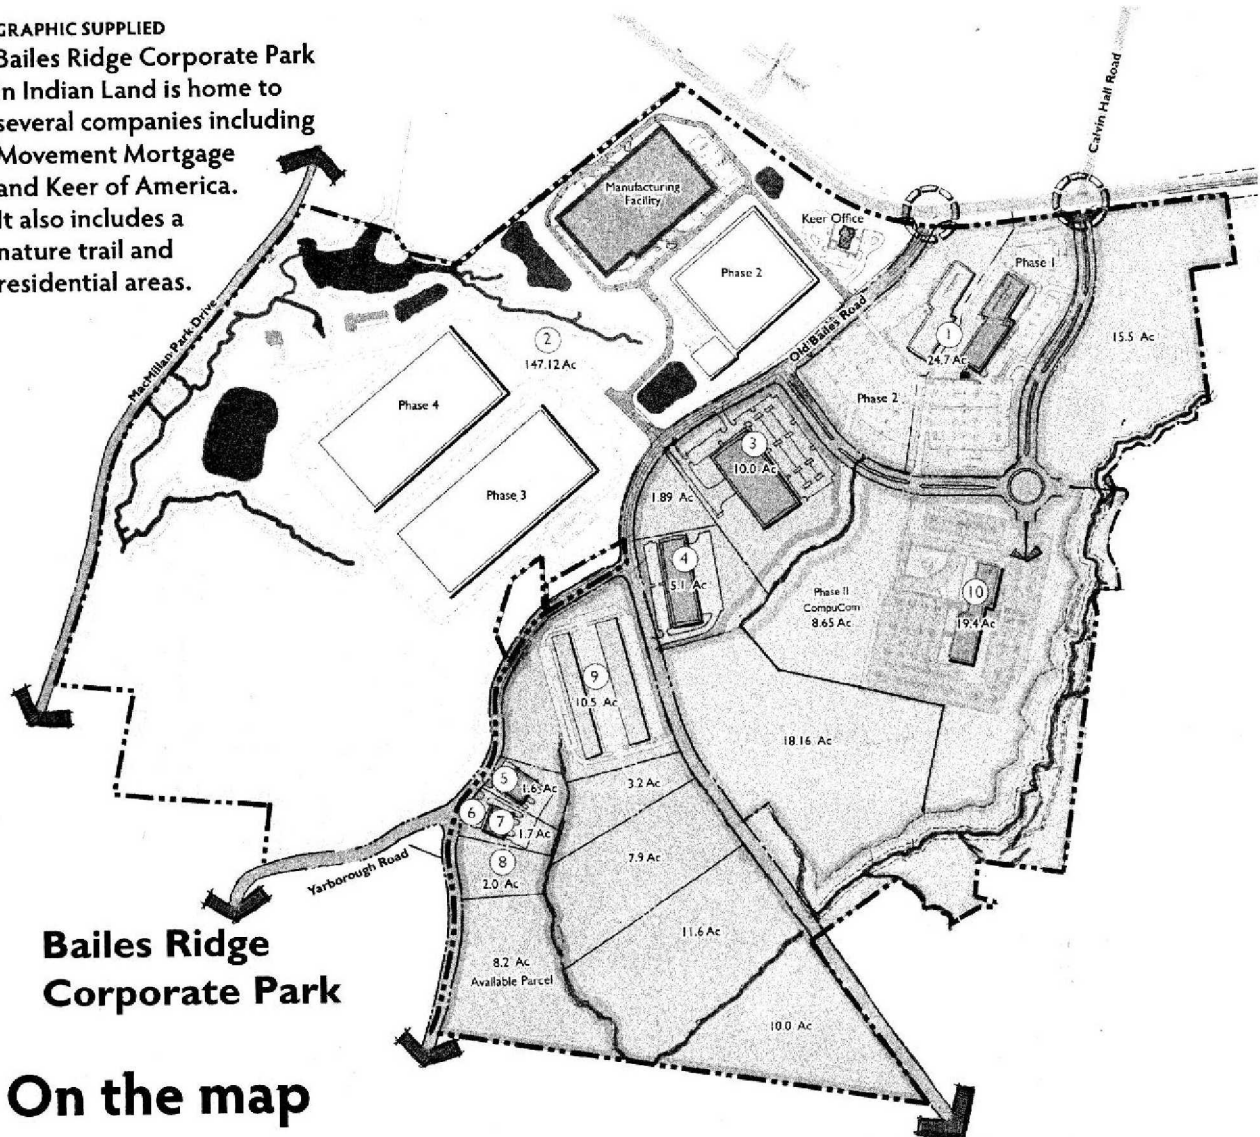 GRAPHIC SUPPLIED
Bailes Ridge Corporate Park
in Indian Land is home to
several companies including
Movement Mortgage
and Keer of America.
It also includes a
nature trail and
residential areas.
Calvin Hall Road
Manufacturing
Facility
Keer Office
Phase 2
Phase 1
MacMillan Park Drive
Old Bailes Road
1
24.7 Ac
15.5 Ac
2
147.12 Ac
Phase 4
Phase 2
3
10.0 Ac
Phase 3
1.89 Ac
4
5.1 Ac
Phase II
CompuCom
8.65 Ac
10
19.4 Ac
9
10.5 Ac
18.16 Ac
5
1.6 Ac
3.2 Ac
6
7
1.7 Ac
7.9 Ac
Yarborough Road
8
2.0 Ac
11.6 Ac
8.2 Ac
Available Parcel
10.0 Ac
Bailes Ridge
Corporate Park
On the map